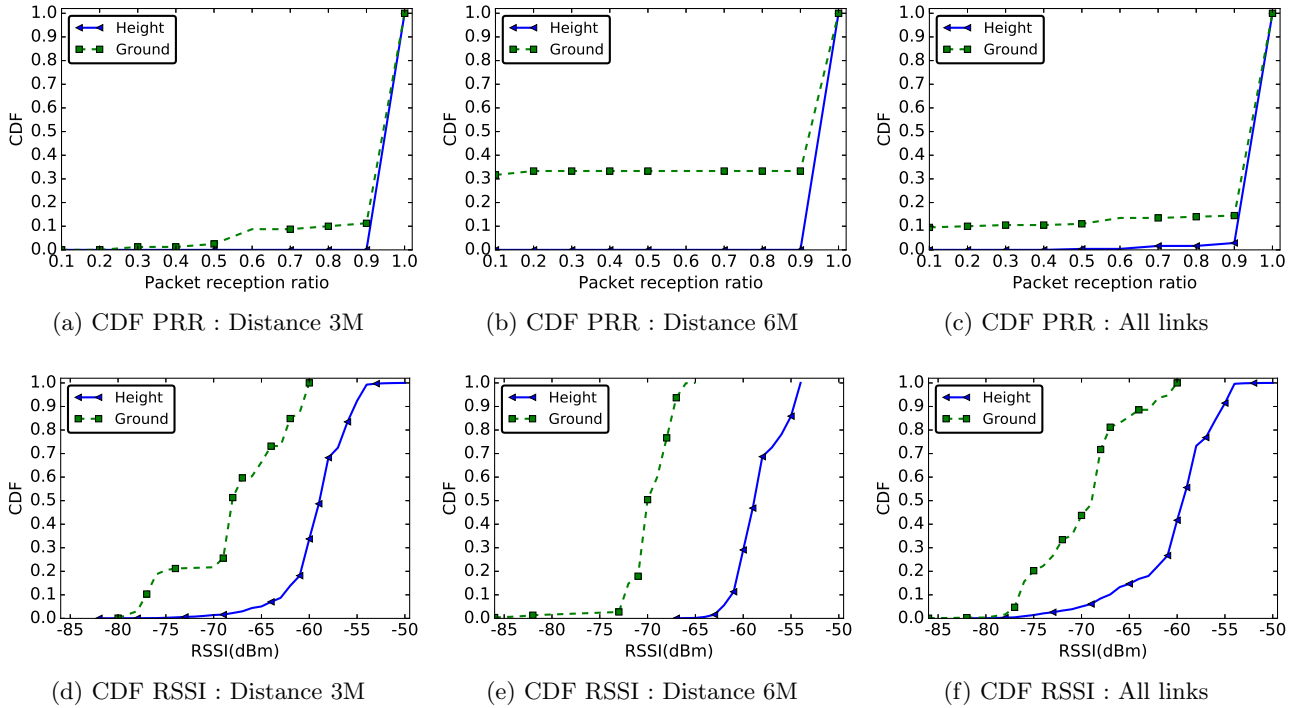 1.0
0.9
0.8
0.7
0.6
0.5
0.4
0.3
0.2
0.1
0.0
CDF
Height
Ground
0.1 0.2 0.3 0.4 0.5 0.6 0.7 0.8 0.9 1.0
Packet reception ratio
(a) CDF PRR : Distance 3M
1.0
0.9
0.8
0.7
0.6
0.5
0.4
0.3
0.2
0.1
0.0
CDF
Height
Ground
0.1 0.2 0.3 0.4 0.5 0.6 0.7 0.8 0.9 1.0
Packet reception ratio
(b) CDF PRR : Distance 6M
1.0
0.9
0.8
0.7
0.6
0.5
0.4
0.3
0.2
0.1
0.0
CDF
Height
Ground
0.1 0.2 0.3 0.4 0.5 0.6 0.7 0.8 0.9 1.0
Packet reception ratio
(c) CDF PRR : All links
1.0
0.9
0.8
0.7
0.6
0.5
0.4
0.3
0.2
0.1
0.0
CDF
Height
Ground
-85 -80 -75 -70 -65 -60 -55 -50
RSSI(dBm)
(d) CDF RSSI : Distance 3M
1.0
0.9
0.8
0.7
0.6
0.5
0.4
0.3
0.2
0.1
0.0
CDF
Height
Ground
-85 -80 -75 -70 -65 -60 -55 -50
RSSI(dBm)
(e) CDF RSSI : Distance 6M
1.0
0.9
0.8
0.7
0.6
0.5
0.4
0.3
0.2
0.1
0.0
CDF
Height
Ground
-85 -80 -75 -70 -65 -60 -55 -50
RSSI(dBm)
(f) CDF RSSI : All links